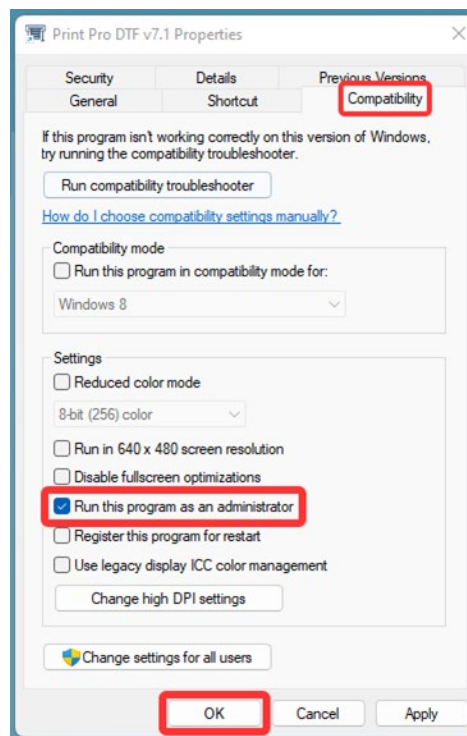 Print Pro DTF v7.1 Properties
Security Details Previous Versions
General Shortcut Compatibility
If this program isn't working correctly on this version of Windows,
try running the compatibility troubleshooter.
Run compatibility troubleshooter
How do I choose compatibility settings manually?
Compatibility mode
Run this program in compatibility mode for:
Windows 8
Settings
Reduced color mode
8-bit (256) color
Run in 640 x 480 screen resolution
Disable fullscreen optimizations
Run this program as an administrator
Register this program for restart
Use legacy display ICC color management
Change high DPI settings
Change settings for all users
OK Cancel Apply